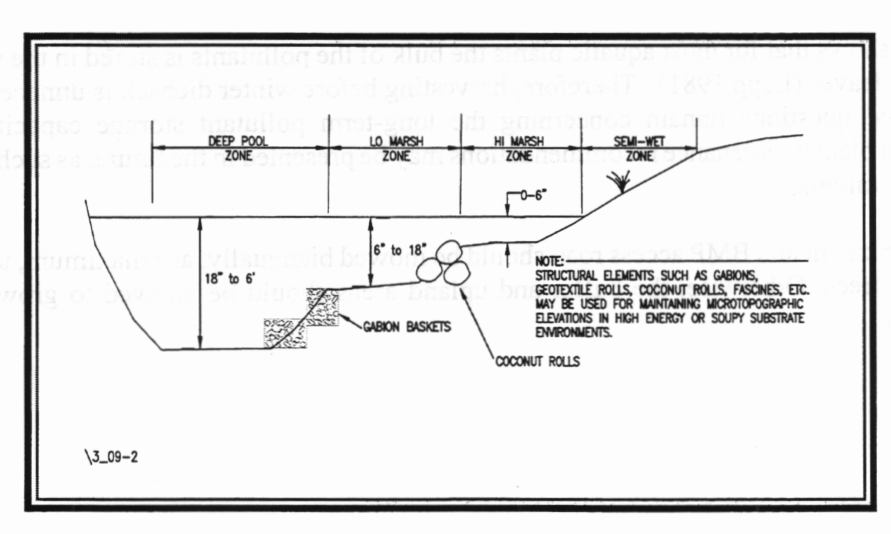 DEEP POOL
ZONE
LO MARSH
ZONE
HI MARSH
ZONE
SEMI-WET
ZONE
0-6"
18" to 6'
6" to 18"
GABION BASKETS
COCONUT ROLLS
NOTE:
STRUCTURAL ELEMENTS SUCH AS GABIONS,
GEOTEXTILE ROLLS, COCONUT ROLLS, FASCINES, ETC.
MAY BE USED FOR MAINTAINING MICROTOPOGRAPHIC
ELEVATIONS IN HIGH ENERGY OR SOUPY SUBSTRATE
ENVIRONMENTS.
\3_09-2